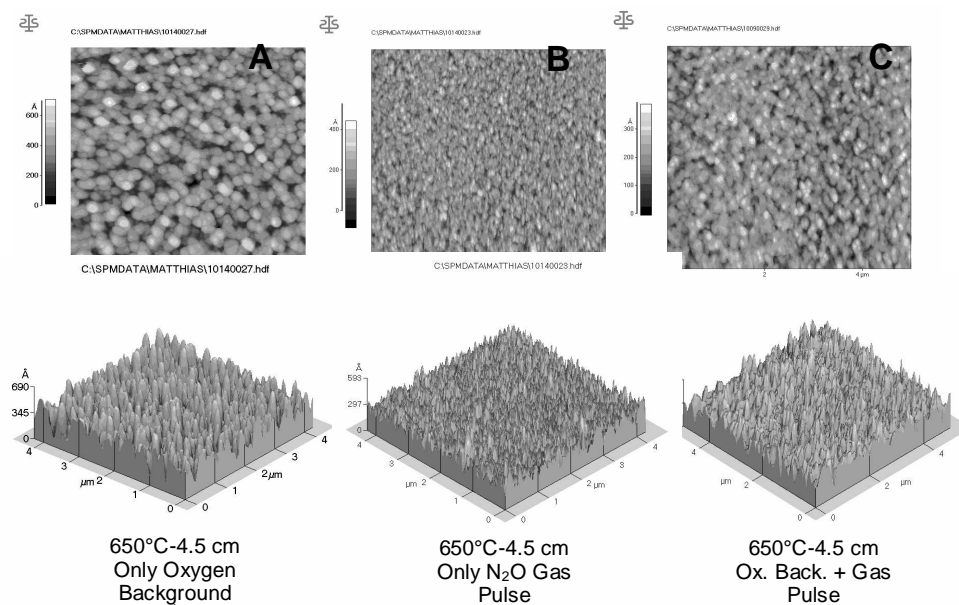 C:\SPMDATA\MATTHIAS\10140027.hdf
A
Å
600
400
200
0
C:\SPMDATA\MATTHIAS\10140027.hdf
C:\SPMDATA\MATTHIAS\10140023.hdf
B
Å
400
200
0
C:\SPMDATA\MATTHIAS\10140023.hdf
C:\SPMDATA\MATTHIAS\10090029.hdf
C
Å
300
200
100
0
2
4 µm
Å
690
345
0
4
3
µm 2
1
0
0
1
2 µm
3
4
Å
593
297
0
4
3
µm
2
1
0
0
1
2
µm
3
4
4
µm
2
0
0
2
µm
4
650°C-4.5 cm
Only Oxygen
Background
650°C-4.5 cm
Only N₂O Gas
Pulse
650°C-4.5 cm
Ox. Back. + Gas
Pulse